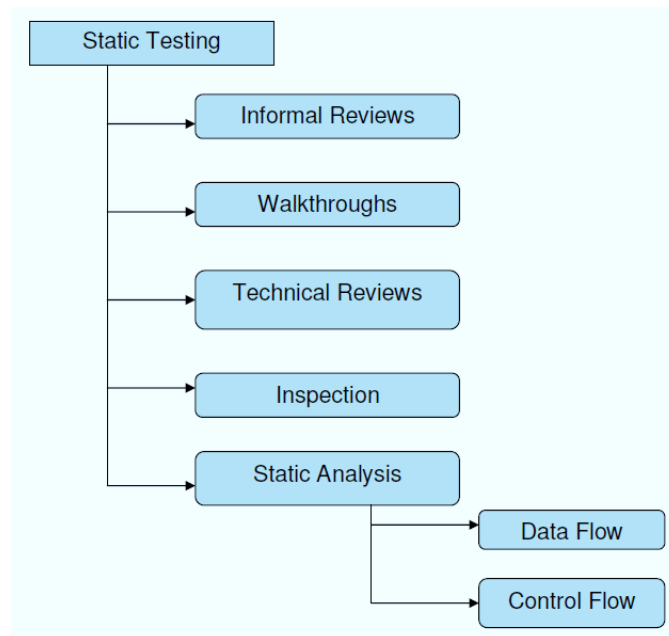 Static Testing
Informal Reviews
Walkthroughs
Technical Reviews
Inspection
Static Analysis
Data Flow
Control Flow